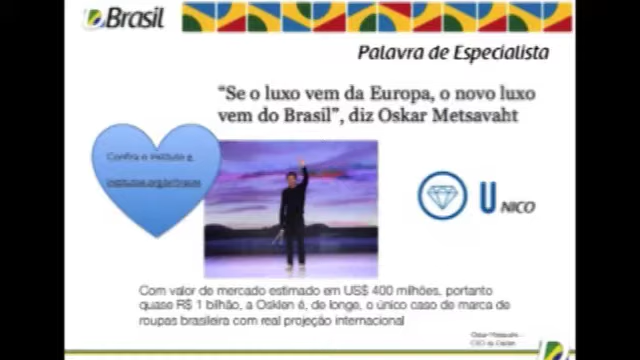 Brasil
Palavra de Especialista
“Se o luxo vem da Europa, o novo luxo
vem do Brasil”, diz Oskar Metsavaht
Confira o instituto é,
UNICO
Com valor de mercado estimado em US$ 400 milhões, portanto
quase R$ 1 bilhão, a Osklen é, de longe, o único caso de marca de
roupas brasileira com real projeção internacional
Oskar Metsavaht -
CEO da Osklen